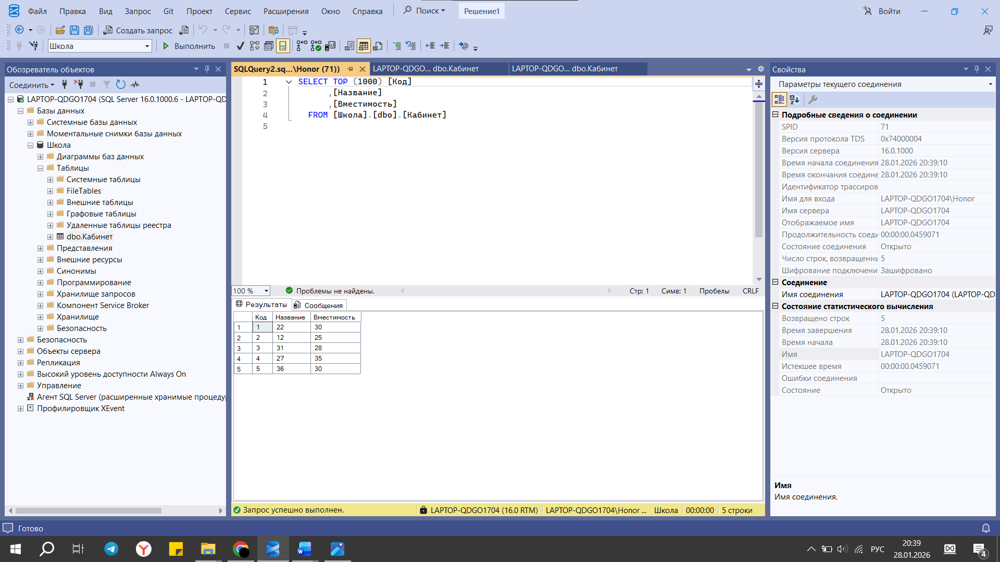 Файл Правка Вид Запрос Git Проект Сервис Расширения Окно Справка Поиск Решение1 Войти
Создать запрос
Школа Выполнить
Обозреватель объектов
Соединить
LAPTOP-QDGO1704 (SQL Server 16.0.1000.6 - LAPTOP-QD
Базы данных
Системные базы данных
Моментальные снимки базы данных
Школа
Диаграммы баз данных
Таблицы
Системные таблицы
FileTables
Внешние таблицы
Графовые таблицы
Удаленные таблицы реестра
dbo.Кабинет
Представления
Внешние ресурсы
Синонимы
Программирование
Хранилище запросов
Компонент Service Broker
Хранилище
Безопасность
Безопасность
Объекты сервера
Репликация
Высокий уровень доступности Always On
Управление
Агент SQL Server (расширенные хранимые процеду
Профилировщик XEvent
SQLQuery2.sq...\Honor (71)) LAPTOP-QDGO... dbo.Кабинет LAPTOP-QDGO... dbo.Кабинет
1 SELECT TOP (1000) [Код]
2 ,[Название]
3 ,[Вместимость]
4 FROM [Школа].[dbo].[Кабинет]
5
100 % Проблемы не найдены. Стр: 1 Симв: 1 Пробелы CRLF
Результаты Сообщения
Код Название Вместимость
1 1 22 30
2 2 12 25
3 3 31 28
4 4 27 35
5 5 36 30
Запрос успешно выполнен. LAPTOP-QDGO1704 (16.0 RTM) LAPTOP-QDGO1704\Honor ... Школа 00:00:00 5 строки
Свойства
Параметры текущего соединения
Подробные сведения о соединении
SPID 71
Версия протокола TDS 0x74000004
Версия сервера 16.0.1000
Время начала соединения 28.01.2026 20:39:10
Время окончания соедине 28.01.2026 20:39:10
Идентификатор трассиров
Имя для входа LAPTOP-QDGO1704\Honor
Имя сервера LAPTOP-QDGO1704
Отображаемое имя LAPTOP-QDGO1704
Продолжительность соеди 00:00:00.0459071
Состояние соединения Открыто
Число строк, возвращеннь 5
Шифрование подключени Зашифровано
Соединение
Имя соединения LAPTOP-QDGO1704 (LAPTOP-QD
Состояние статистического вычисления
Возвращено строк 5
Время завершения 28.01.2026 20:39:10
Время начала 28.01.2026 20:39:10
Имя LAPTOP-QDGO1704
Истекшее время 00:00:00.0459071
Ошибки соединения
Состояние Открыто
Имя
Имя соединения.
Готово
РУС 20:39
28.01.2026
4